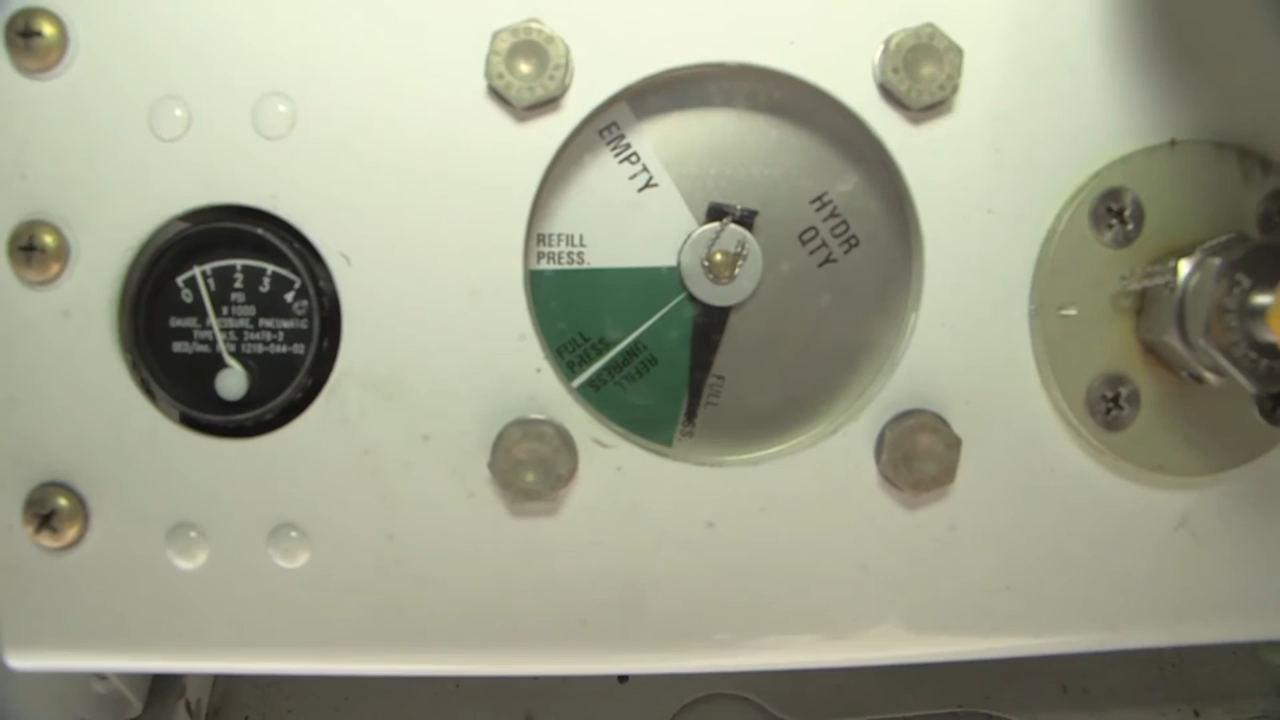 0 1 2 3 4
PSI
X 1000
GAUGE, PRESSURE, PNEUMATIC
EMPTY
REFILL
PRESS.
FULL
PRESS.
REFILL
UNPRESS.
FULL
HYDR
QTY